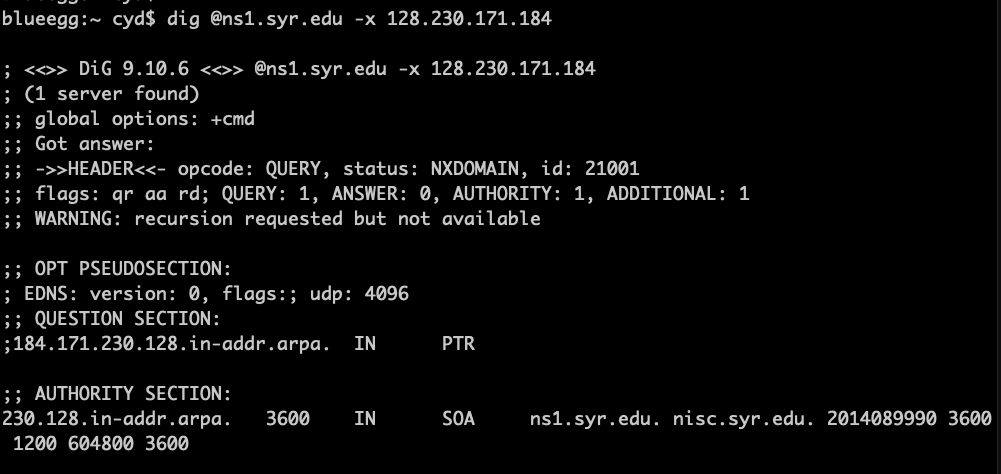 blueegg:~ cyd$ dig @ns1.syr.edu -x 128.230.171.184
; <<>> DiG 9.10.6 <<>> @ns1.syr.edu -x 128.230.171.184
; (1 server found)
;; global options: +cmd
;; Got answer:
;; ->>HEADER<<- opcode: QUERY, status: NXDOMAIN, id: 21001
;; flags: qr aa rd; QUERY: 1, ANSWER: 0, AUTHORITY: 1, ADDITIONAL: 1
;; WARNING: recursion requested but not available
;; OPT PSEUDOSECTION:
; EDNS: version: 0, flags:; udp: 4096
;; QUESTION SECTION:
;184.171.230.128.in-addr.arpa. IN PTR
;; AUTHORITY SECTION:
230.128.in-addr.arpa. 3600 IN SOA ns1.syr.edu. nisc.syr.edu. 2014089990 3600
1200 604800 3600